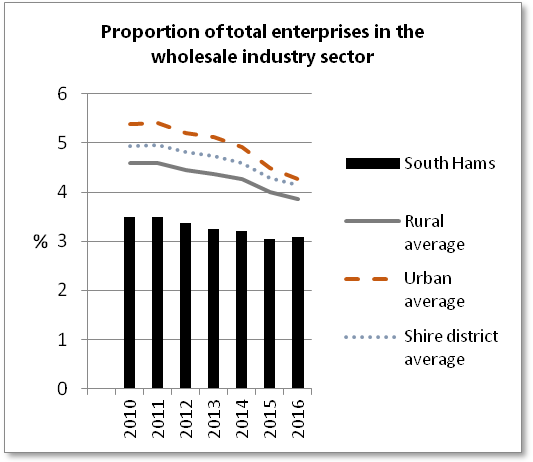 Proportion of total enterprises in the
wholesale industry sector
6
5
4
% 3
2
1
0
2010 2011 2012 2013 2014 2015 2016
South Hams
Rural
average
Urban
average
Shire district
average